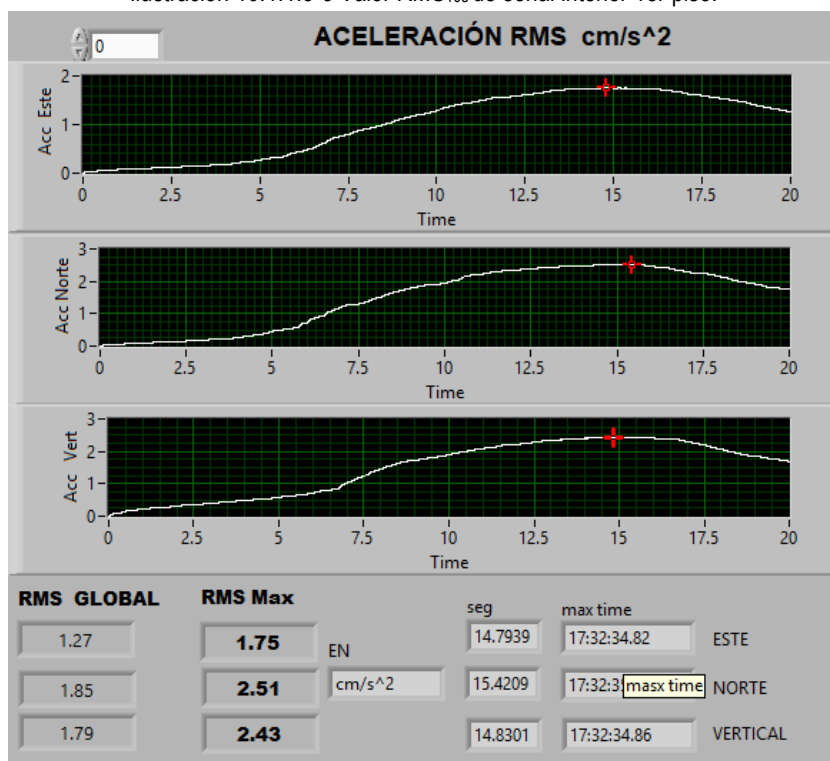 0 ACELERACIÓN RMS cm/s^2
2
1
0
Acc Este
0 2.5 5 7.5 10 12.5 15 17.5 20
Time
3
2
1
0
Acc Norte
0 2.5 5 7.5 10 12.5 15 17.5 20
Time
3
2
1
0
Acc Vert
0 2.5 5 7.5 10 12.5 15 17.5 20
Time
RMS GLOBAL RMS Max seg max time
1.27 1.75 EN 14.7939 17:32:34.82 ESTE
1.85 2.51 cm/s^2 15.4209 masx time NORTE
1.79 2.43 14.8301 17:32:34.86 VERTICAL